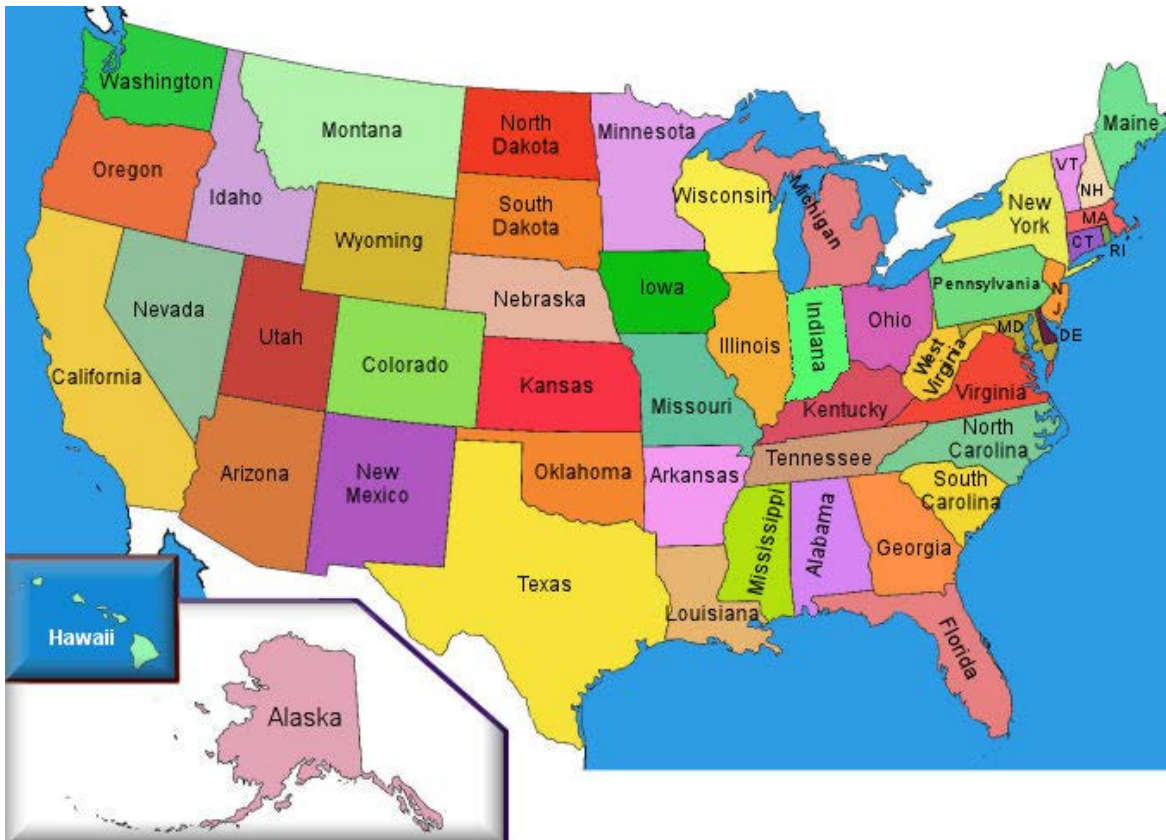 Washington
Montana
North
Dakota
Minnesota
Maine
Oregon
Idaho
South
Dakota
Wisconsin
Michigan
VT
NH
New
York
MA
Wyoming
CT
RI
Nevada
Nebraska
Iowa
Pennsylvania
N
J
Utah
Colorado
Illinois
Indiana
Ohio
MD
DE
West
Virginia
California
Kansas
Missouri
Kentucky
Virginia
Arizona
New
Mexico
Oklahoma
Arkansas
Tennessee
North
Carolina
South
Carolina
Texas
Mississippi
Alabama
Georgia
Louisiana
Florida
Hawaii
Alaska